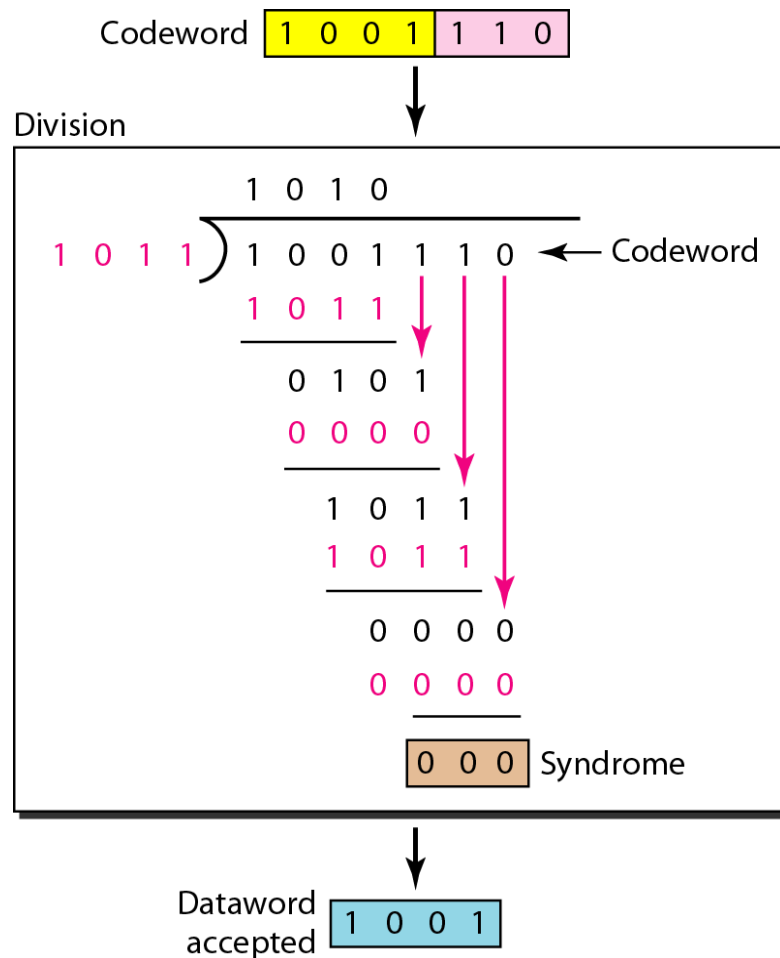 Codeword 1 0 0 1 1 1 0
Division
1 0 1 0
1 0 1 1 1 0 0 1 1 1 0 Codeword
1 0 1 1
0 1 0 1
0 0 0 0
1 0 1 1
1 0 1 1
0 0 0 0
0 0 0 0
0 0 0 Syndrome
Dataword
accepted
1 0 0 1